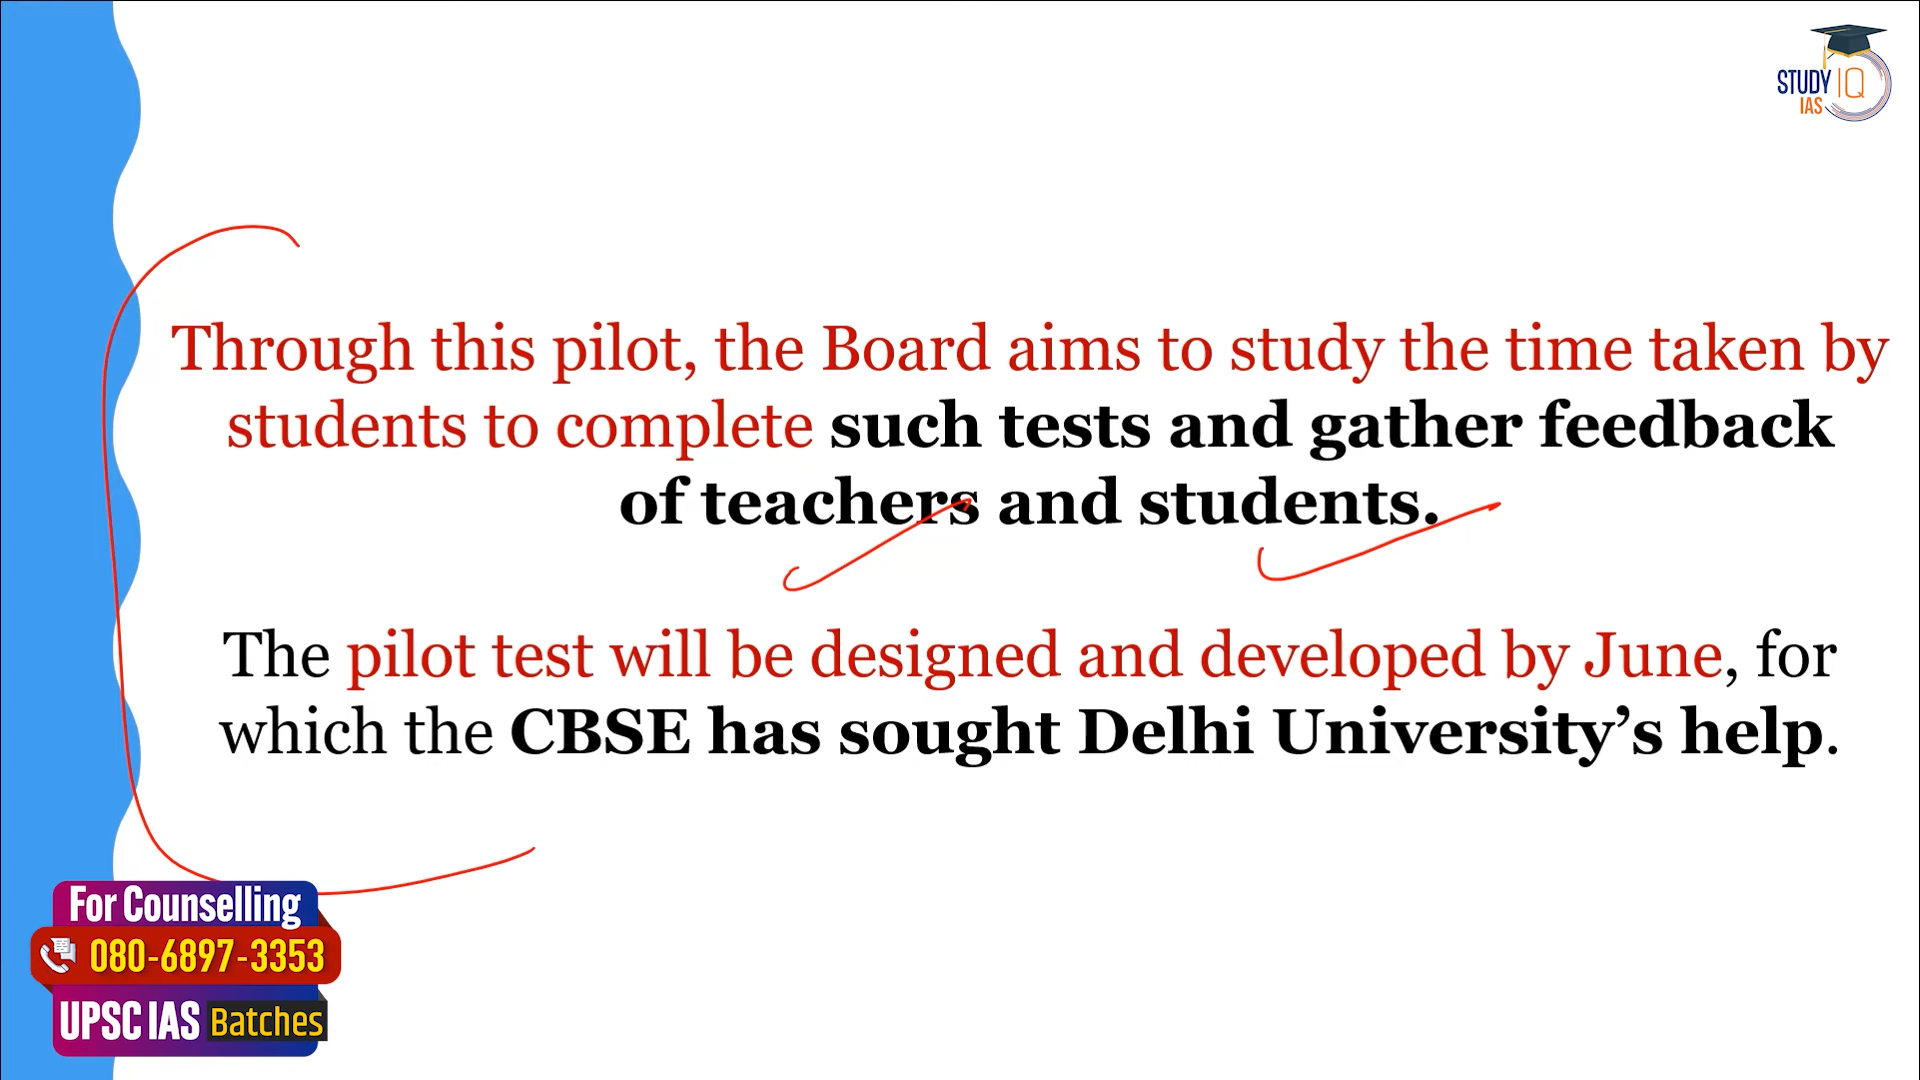 STUDY IQ
IAS
Through this pilot, the Board aims to study the time taken by
students to complete such tests and gather feedback
of teachers and students.
The pilot test will be designed and developed by June, for
which the CBSE has sought Delhi University’s help.
For Counselling
080-6897-3353
UPSC IAS Batches